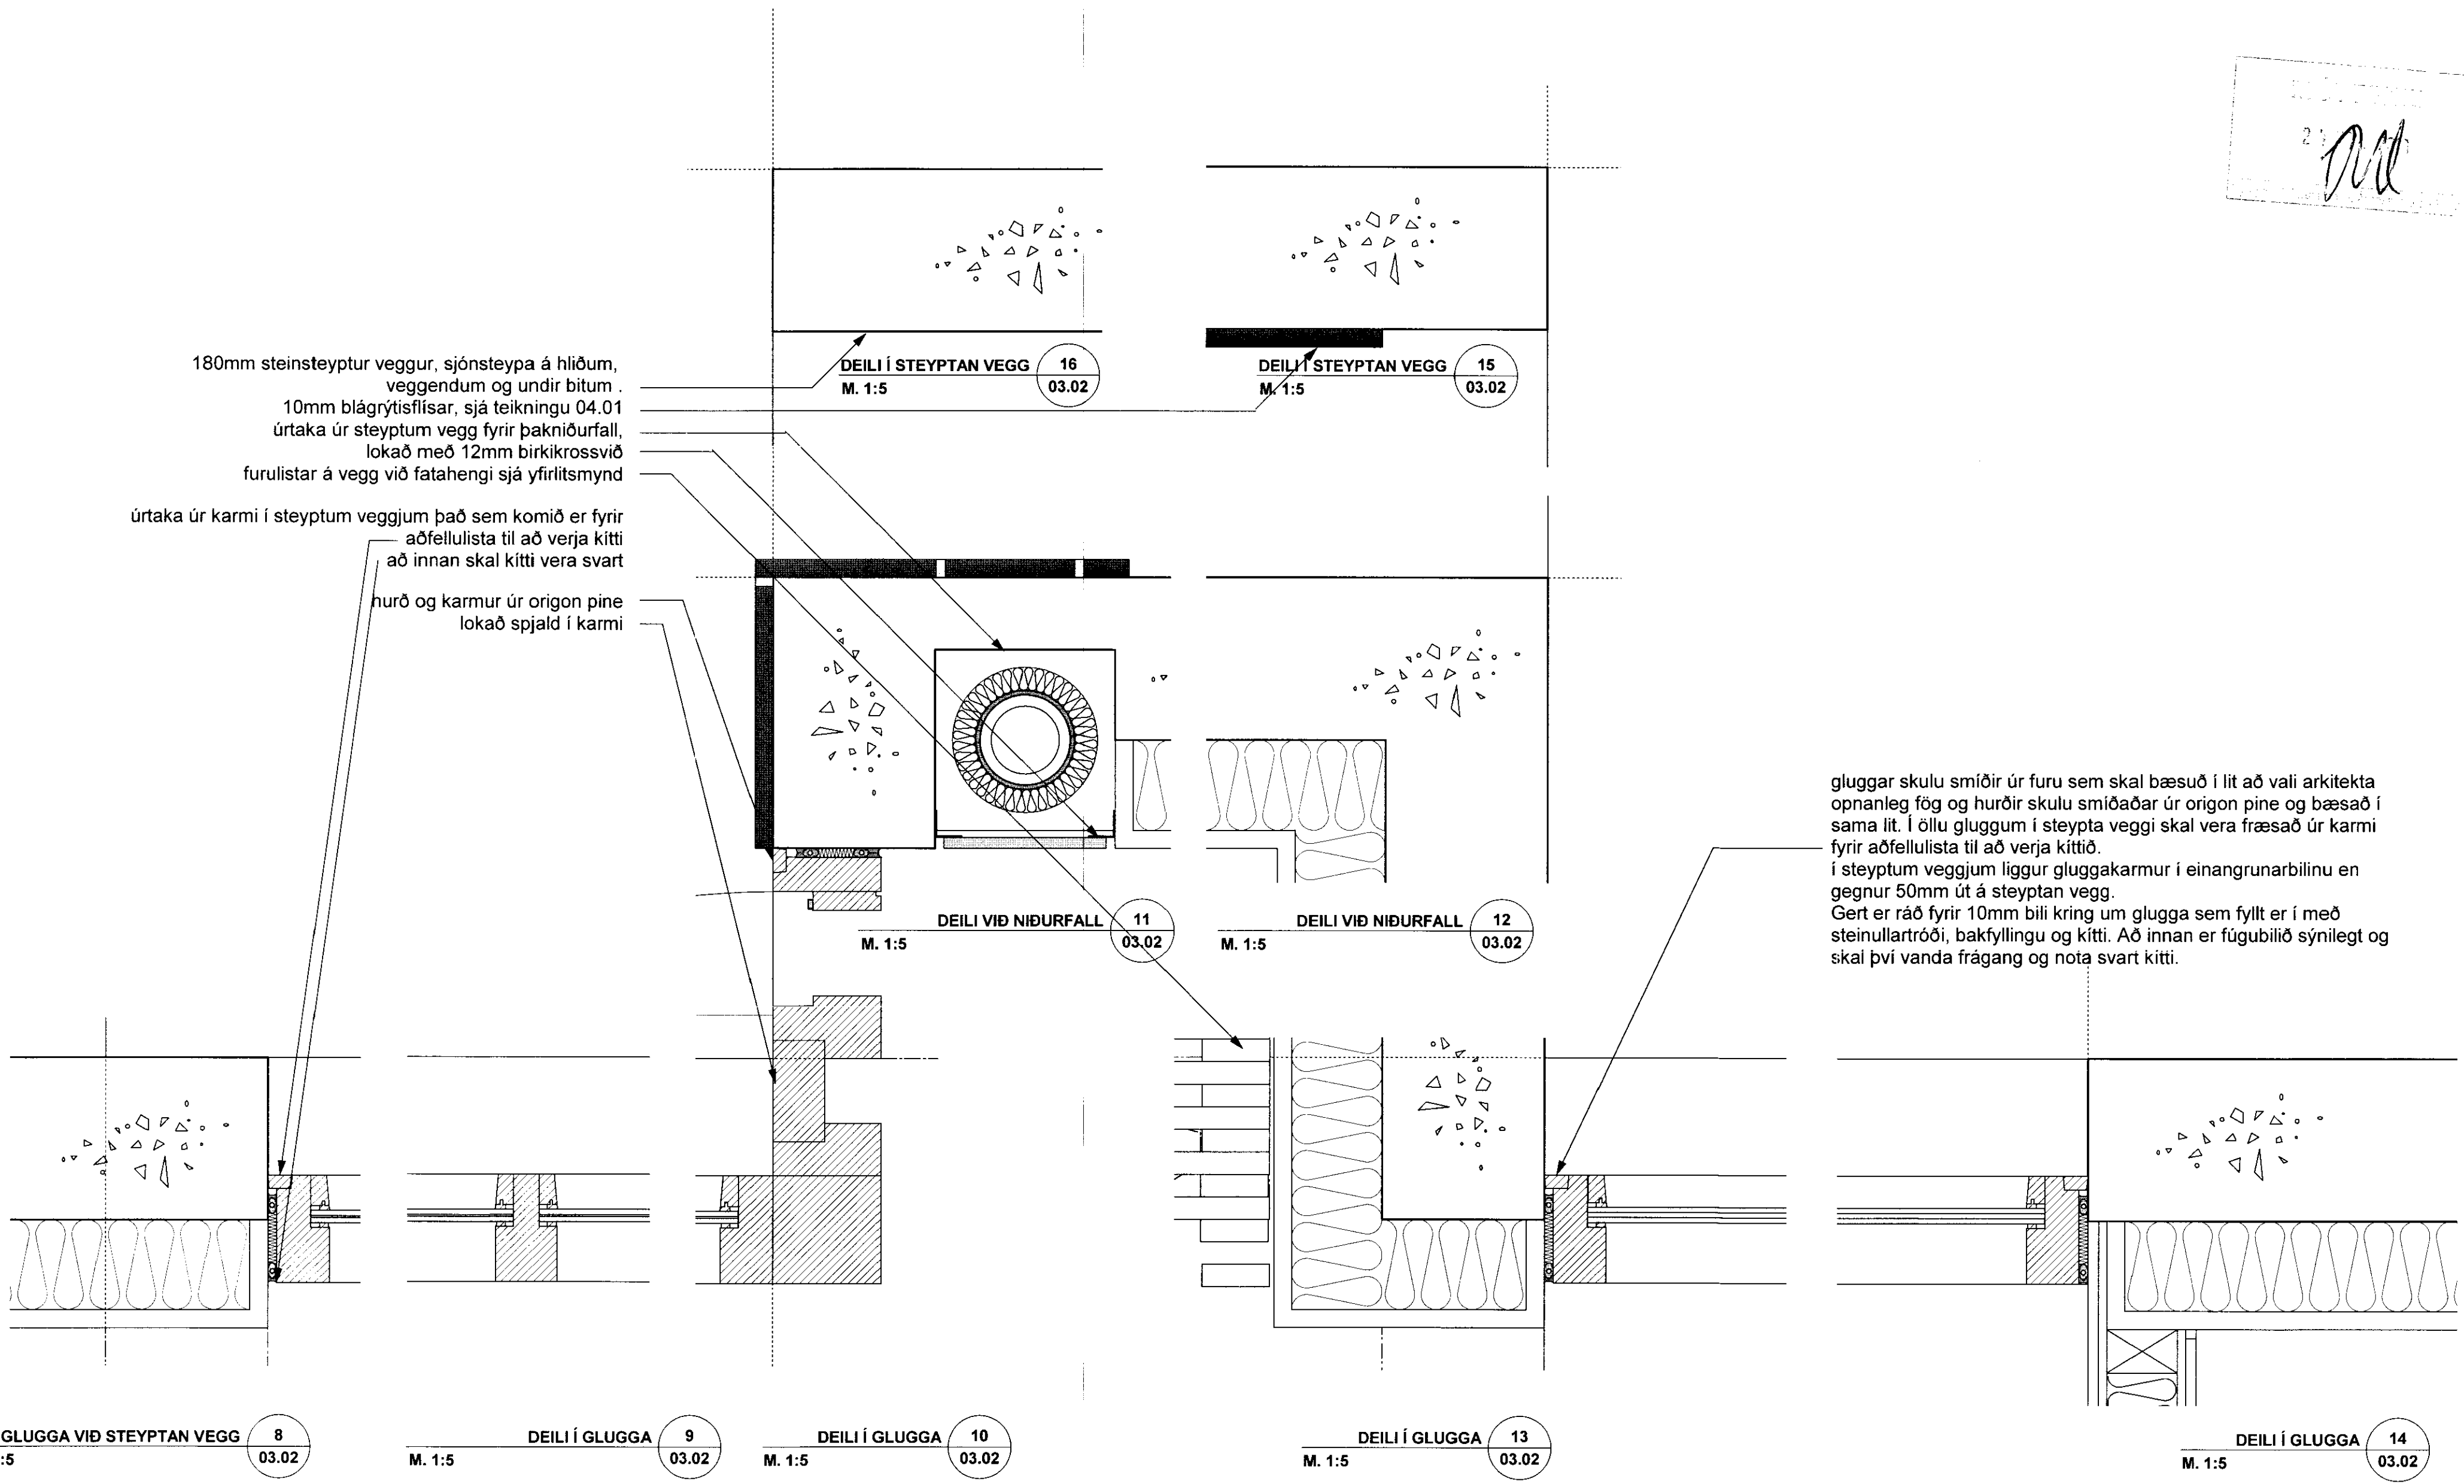 DEILI Í STEYPTAN VEGG 16
M. 1:5 03.02
DEILI Í STEYPTAN VEGG 15
M. 1:5 03.02
180mm steinsteyptur veggur, sjónsteypa á hliðum,
veggendum og undir bitum .
10mm blágrýtisflísar, sjá teikningu 04.01
úrtaka úr steyptum vegg fyrir þakniðurfall,
lokað með 12mm birkikrossvið
furulistar á vegg við fatahengi sjá yfirlitsmynd
úrtaka úr karmi í steyptum veggjum það sem komið er fyrir
aðfellulista til að verja kítti
að innan skal kítti vera svart
hurð og karmur úr origon pine
lokað spjald í karmi
gluggar skulu smíðir úr furu sem skal bæsuð í lit að vali arkitekta
opnanleg fög og hurðir skulu smíðaðar úr origon pine og bæsað í
sama lit. Í öllu gluggum í steypta veggi skal vera fræsað úr karmi
fyrir aðfellulista til að verja kíttið.
í steyptum veggjum liggur gluggakarmur í einangrunarbilinu en
gegnur 50mm út á steyptan vegg.
Gert er ráð fyrir 10mm bili kring um glugga sem fyllt er í með
steinullartróði, bakfyllingu og kítti. Að innan er fúgubilið sýnilegt og
skal því vanda frágang og nota svart kítti.
DEILI VIÐ NIÐURFALL 11
M. 1:5 03.02
DEILI VIÐ NIÐURFALL 12
M. 1:5 03.02
GLUGGA VIÐ STEYPTAN VEGG 8
:5 03.02
DEILI Í GLUGGA 9
M. 1:5 03.02
DEILI Í GLUGGA 10
M. 1:5 03.02
DEILI Í GLUGGA 13
M. 1:5 03.02
DEILI Í GLUGGA 14
M. 1:5 03.02